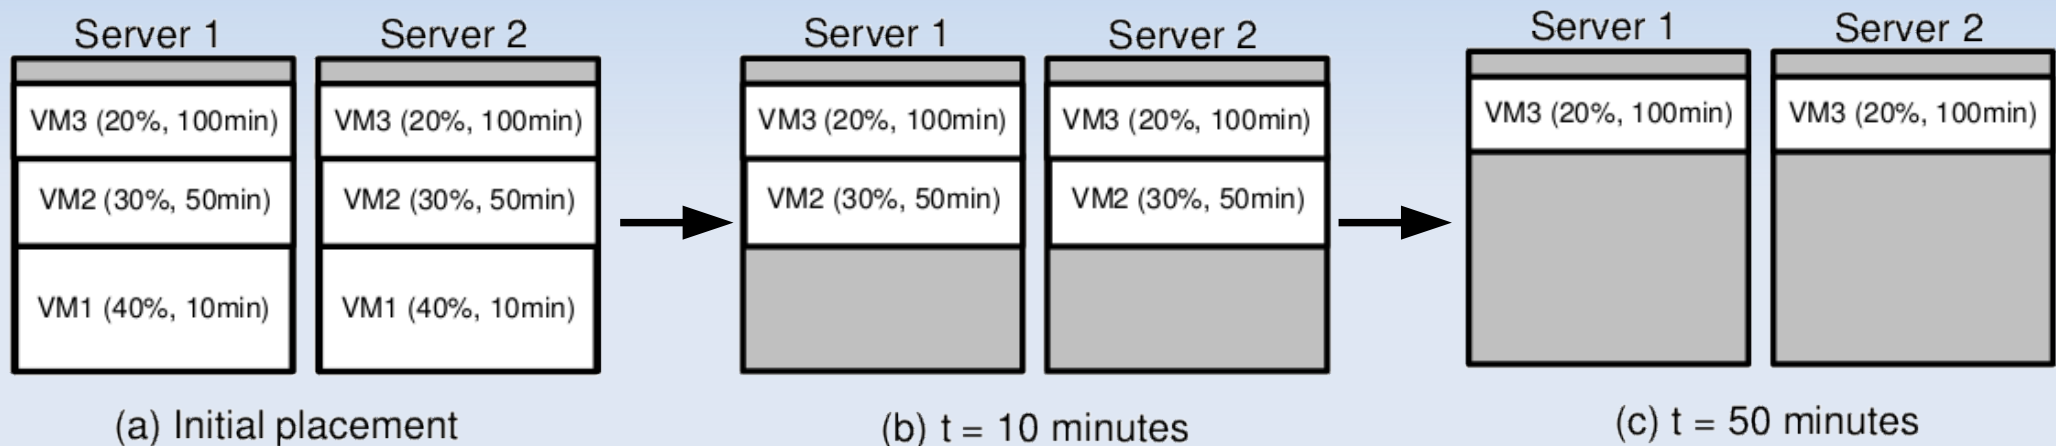 Server 1
Server 2
VM3 (20%, 100min)
VM3 (20%, 100min)
VM2 (30%, 50min)
VM2 (30%, 50min)
VM1 (40%, 10min)
VM1 (40%, 10min)
(a) Initial placement
Server 1
Server 2
VM3 (20%, 100min)
VM3 (20%, 100min)
VM2 (30%, 50min)
VM2 (30%, 50min)
(b) t = 10 minutes
Server 1
Server 2
VM3 (20%, 100min)
VM3 (20%, 100min)
(c) t = 50 minutes